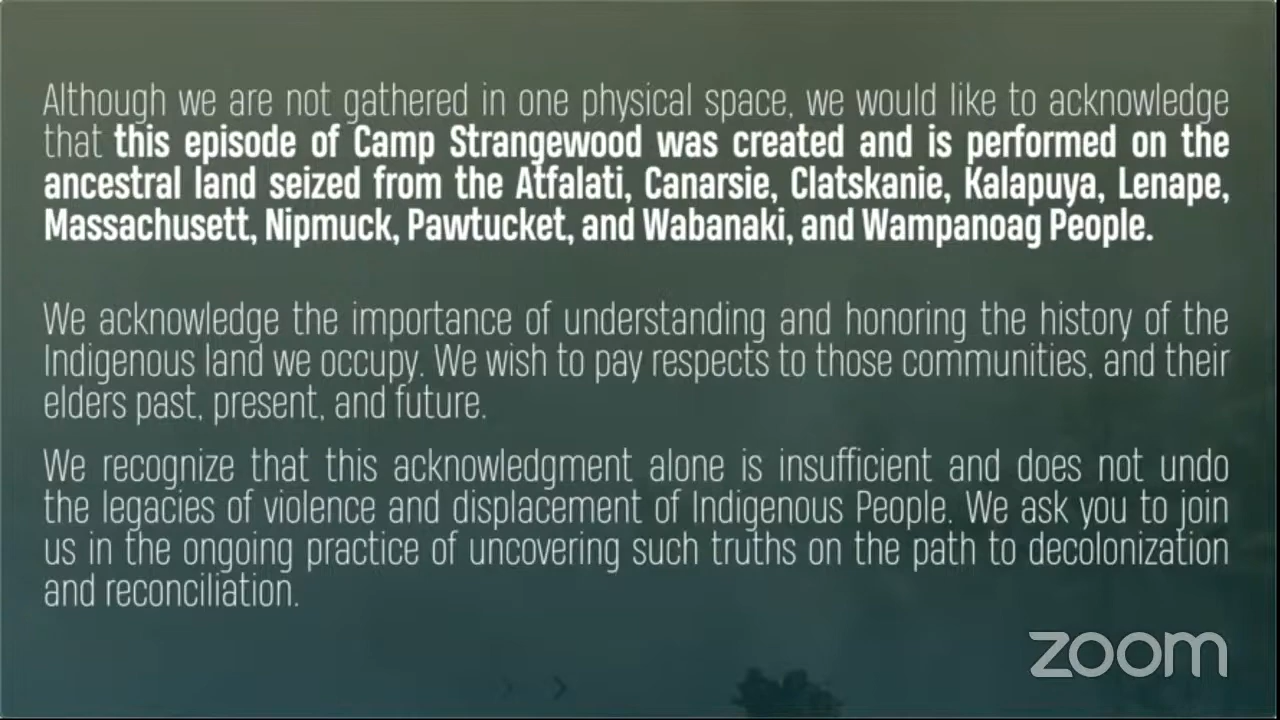 Although we are not gathered in one physical space, we would like to acknowledge
that this episode of Camp Strangewood was created and is performed on the
ancestral land seized from the Atfalati, Canarsie, Clatskanie, Kalapuya, Lenape,
Massachusett, Nipmuck, Pawtucket, and Wabanaki, and Wampanoag People.
We acknowledge the importance of understanding and honoring the history of the
Indigenous land we occupy. We wish to pay respects to those communities, and their
elders past, present, and future.
We recognize that this acknowledgment alone is insufficient and does not undo
the legacies of violence and displacement of Indigenous People. We ask you to join
us in the ongoing practice of uncovering such truths on the path to decolonization
and reconciliation.
zoom